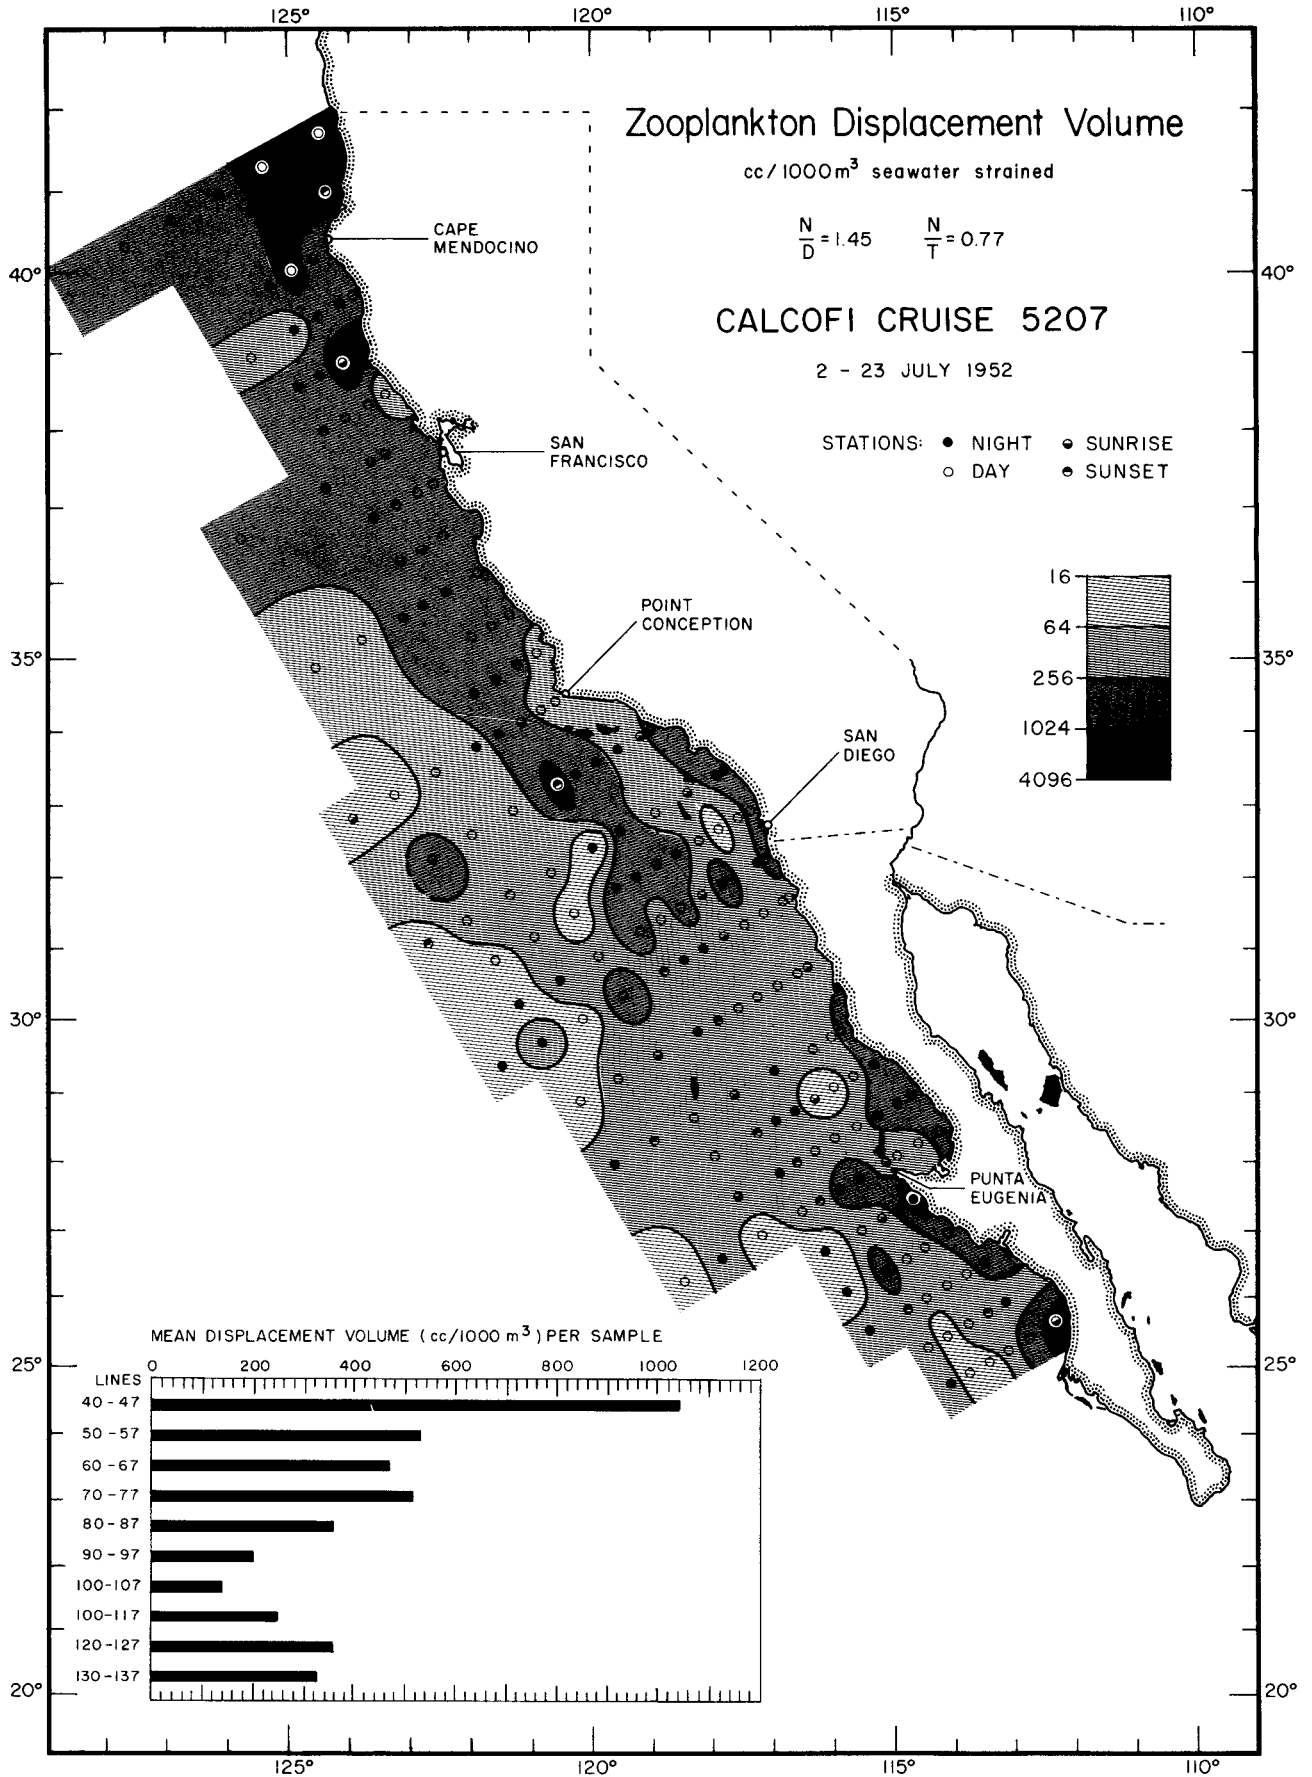 125° 120° 115° 110°
Zooplankton Displacement Volume
cc/1000m³ seawater strained
N/D = 1.45 N/T = 0.77
CAPE
MENDOCINO
40° 40°
CALCOFI CRUISE 5207
2 - 23 JULY 1952
STATIONS: ● NIGHT ◒ SUNRISE
○ DAY ◓ SUNSET
SAN
FRANCISCO
16
64
256
1024
4096
POINT
CONCEPTION
35° 35°
SAN
DIEGO
30° 30°
PUNTA
EUGENIA
MEAN DISPLACEMENT VOLUME (cc/1000 m³) PER SAMPLE
25° 25°
0 200 400 600 800 1000 1200
LINES
40-47
50-57
60-67
70-77
80-87
90-97
100-107
100-117
120-127
130-137
20° 20°
125° 120° 115° 110°